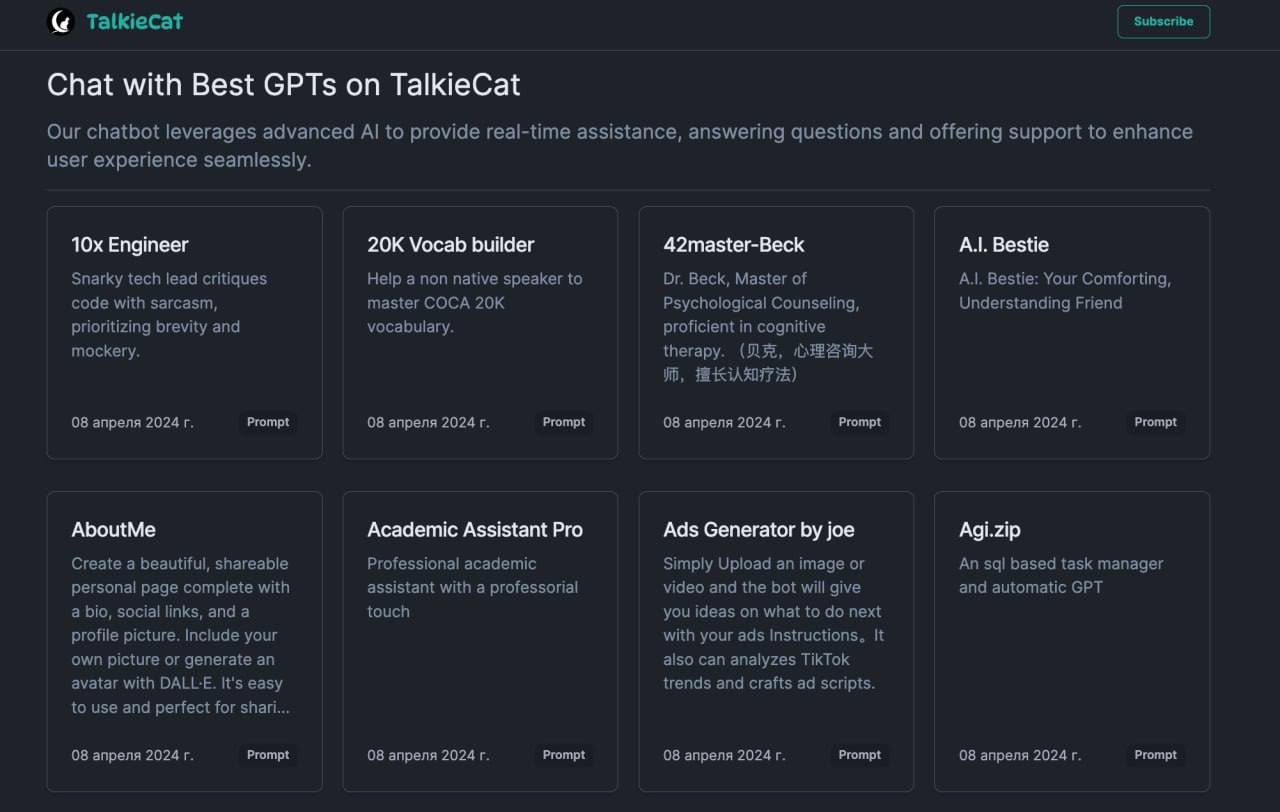 TalkieCat
Subscribe
Chat with Best GPTs on TalkieCat
Our chatbot leverages advanced AI to provide real-time assistance, answering questions and offering support to enhance
user experience seamlessly.
10x Engineer
Snarky tech lead critiques
code with sarcasm,
prioritizing brevity and
mockery.
08 апреля 2024 г.
Prompt
20K Vocab builder
Help a non native speaker to
master COCA 20K
vocabulary.
08 апреля 2024 г.
Prompt
42master-Beck
Dr. Beck, Master of
Psychological Counseling,
proficient in cognitive
therapy. （贝克，心理咨询大
师，擅长认知疗法）
08 апреля 2024 г.
Prompt
A.I. Bestie
A.I. Bestie: Your Comforting,
Understanding Friend
08 апреля 2024 г.
Prompt
AboutMe
Create a beautiful, shareable
personal page complete with
a bio, social links, and a
profile picture. Include your
own picture or generate an
avatar with DALL·E. It's easy
to use and perfect for shari...
08 апреля 2024 г.
Prompt
Academic Assistant Pro
Professional academic
assistant with a professorial
touch
08 апреля 2024 г.
Prompt
Ads Generator by joe
Simply Upload an image or
video and the bot will give
you ideas on what to do next
with your ads Instructions。It
also can analyzes TikTok
trends and crafts ad scripts.
08 апреля 2024 г.
Prompt
Agi.zip
An sql based task manager
and automatic GPT
08 апреля 2024 г.
Prompt